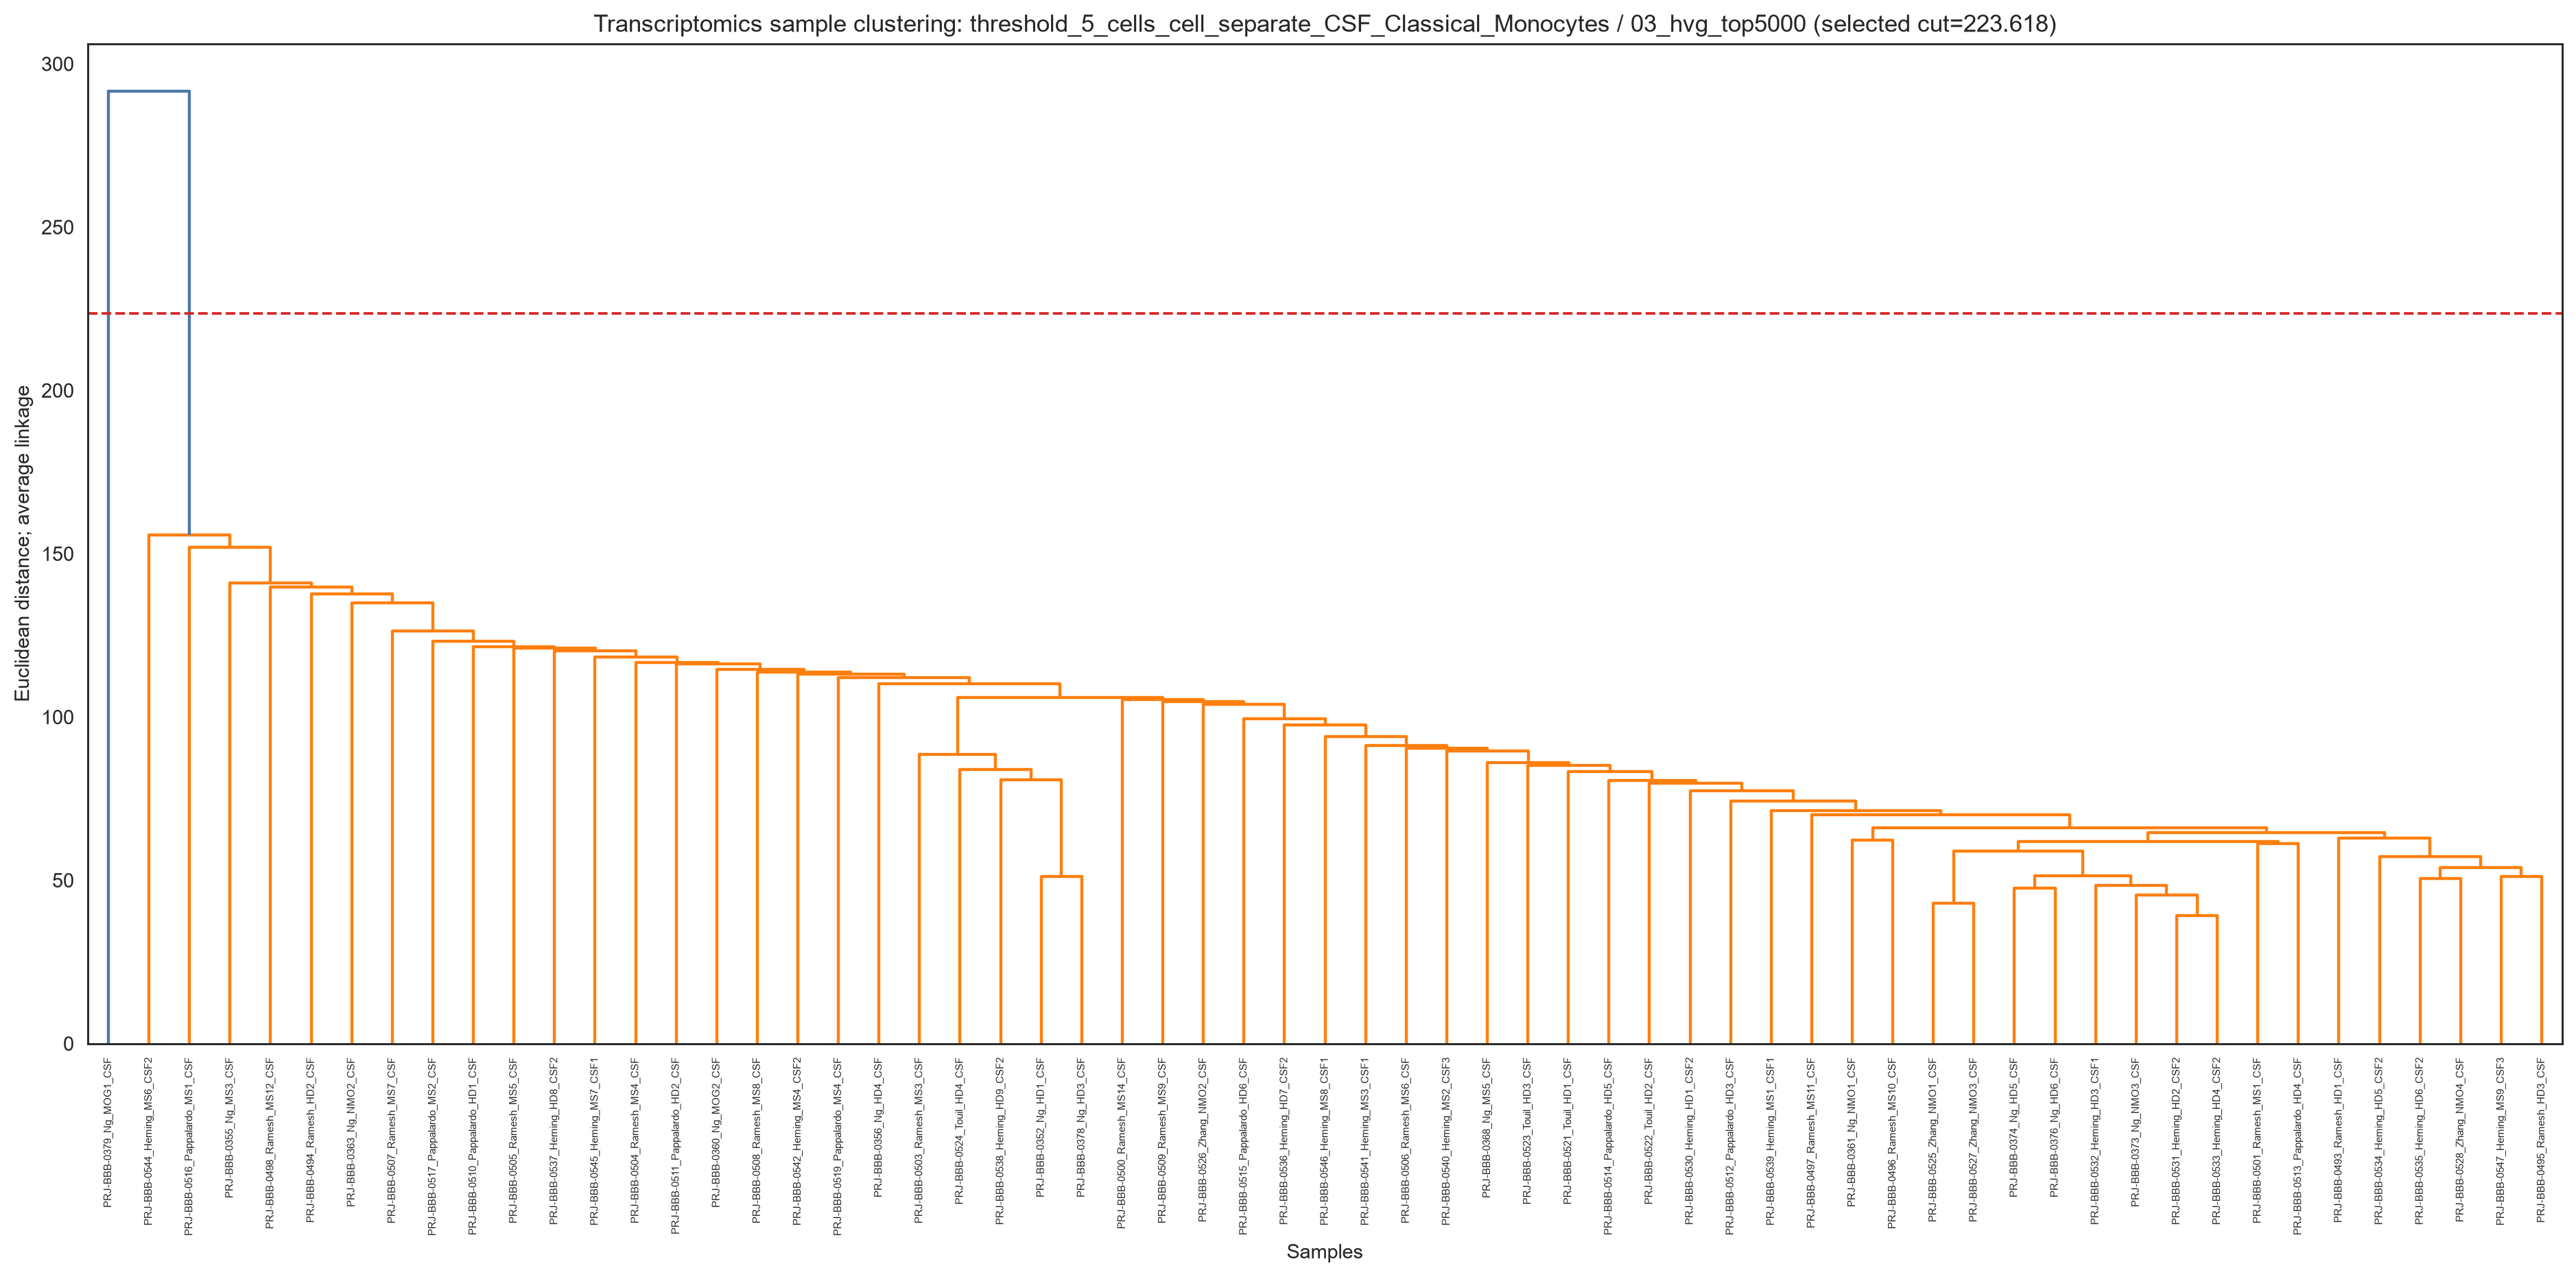 Transcriptomics sample clustering: threshold_5_cells_cell_separate_CSF_Classical_Monocytes / 03_hvg_top5000 (selected cut=223.618)
300
250
200
150
100
50
0
Euclidean distance; average linkage
PRJ-BBB-0379_Ng_MOG1_CSF
PRJ-BBB-0544_Heming_MS6_CSF2
PRJ-BBB-0516_Pappalardo_MS1_CSF
PRJ-BBB-0355_Ng_MS3_CSF
PRJ-BBB-0498_Ramesh_MS12_CSF
PRJ-BBB-0494_Ramesh_HD2_CSF
PRJ-BBB-0363_Ng_NMO2_CSF
PRJ-BBB-0507_Ramesh_MS7_CSF
PRJ-BBB-0517_Pappalardo_MS2_CSF
PRJ-BBB-0510_Pappalardo_HD1_CSF
PRJ-BBB-0505_Ramesh_MS5_CSF
PRJ-BBB-0537_Heming_HD8_CSF2
PRJ-BBB-0545_Heming_MS7_CSF1
PRJ-BBB-0504_Ramesh_MS4_CSF
PRJ-BBB-0511_Pappalardo_HD2_CSF
PRJ-BBB-0360_Ng_MOG2_CSF
PRJ-BBB-0508_Ramesh_MS8_CSF
PRJ-BBB-0542_Heming_MS4_CSF2
PRJ-BBB-0519_Pappalardo_MS4_CSF
PRJ-BBB-0356_Ng_HD4_CSF
PRJ-BBB-0503_Ramesh_MS3_CSF
PRJ-BBB-0524_Touil_HD4_CSF
PRJ-BBB-0538_Heming_HD9_CSF2
PRJ-BBB-0352_Ng_HD1_CSF
PRJ-BBB-0378_Ng_HD3_CSF
PRJ-BBB-0500_Ramesh_MS14_CSF
PRJ-BBB-0509_Ramesh_MS9_CSF
PRJ-BBB-0526_Zhang_NMO2_CSF
PRJ-BBB-0515_Pappalardo_HD6_CSF
PRJ-BBB-0536_Heming_HD7_CSF2
PRJ-BBB-0546_Heming_MS8_CSF1
PRJ-BBB-0541_Heming_MS3_CSF1
PRJ-BBB-0506_Ramesh_MS6_CSF
PRJ-BBB-0540_Heming_MS2_CSF3
PRJ-BBB-0368_Ng_MS5_CSF
PRJ-BBB-0523_Touil_HD3_CSF
PRJ-BBB-0521_Touil_HD1_CSF
PRJ-BBB-0514_Pappalardo_HD5_CSF
PRJ-BBB-0522_Touil_HD2_CSF
PRJ-BBB-0530_Heming_HD1_CSF2
PRJ-BBB-0512_Pappalardo_HD3_CSF
PRJ-BBB-0539_Heming_MS1_CSF1
PRJ-BBB-0497_Ramesh_MS11_CSF
PRJ-BBB-0361_Ng_NMO1_CSF
PRJ-BBB-0496_Ramesh_MS10_CSF
PRJ-BBB-0525_Zhang_NMO1_CSF
PRJ-BBB-0527_Zhang_NMO3_CSF
PRJ-BBB-0374_Ng_HD5_CSF
PRJ-BBB-0376_Ng_HD6_CSF
PRJ-BBB-0532_Heming_HD3_CSF1
PRJ-BBB-0373_Ng_NMO3_CSF
PRJ-BBB-0531_Heming_HD2_CSF2
PRJ-BBB-0533_Heming_HD4_CSF2
PRJ-BBB-0501_Ramesh_MS1_CSF
PRJ-BBB-0513_Pappalardo_HD4_CSF
PRJ-BBB-0493_Ramesh_HD1_CSF
PRJ-BBB-0534_Heming_HD5_CSF2
PRJ-BBB-0535_Heming_HD6_CSF2
PRJ-BBB-0528_Zhang_NMO4_CSF
PRJ-BBB-0547_Heming_MS9_CSF3
PRJ-BBB-0495_Ramesh_HD3_CSF
Samples